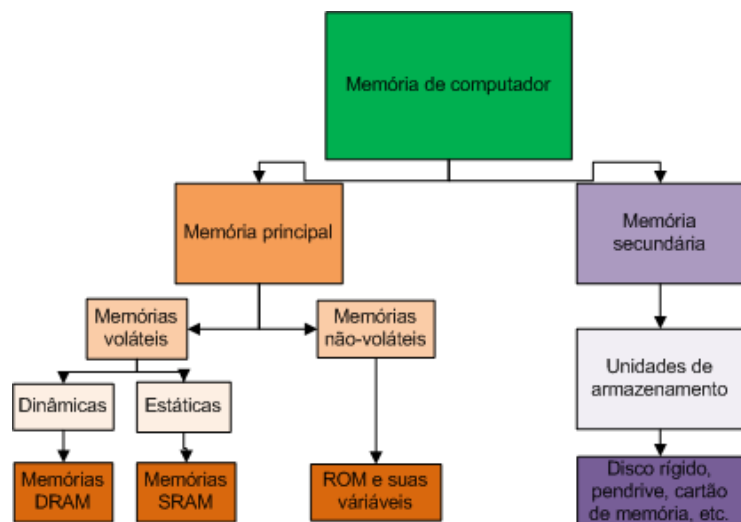 Memória de computador
Memória principal
Memória
secundária
Memórias
voláteis
Memórias
não-voláteis
Unidades de
armazenamento
Dinâmicas
Estáticas
Memórias
DRAM
Memórias
SRAM
ROM e suas
váriáveis
Disco rígido,
pendrive, cartão
de memória, etc.